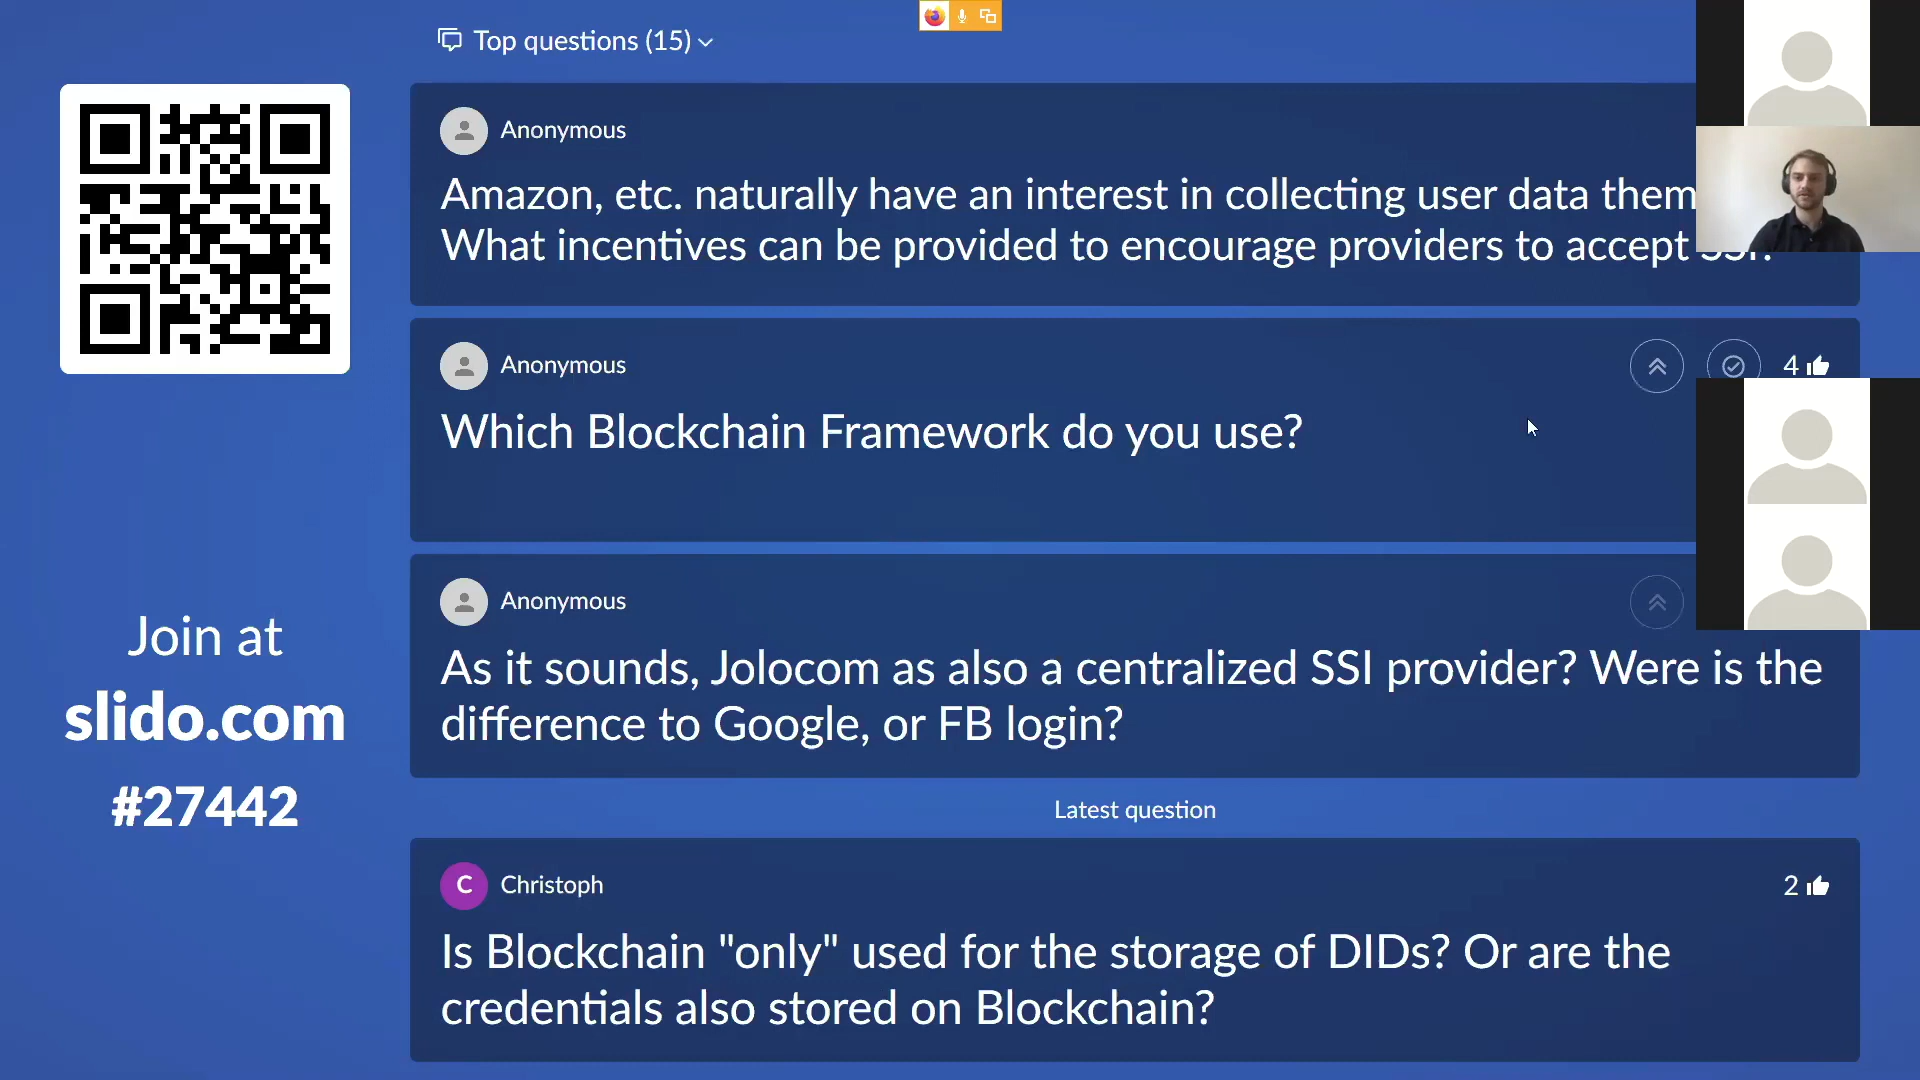 Top questions (15)
Anonymous
Amazon, etc. naturally have an interest in collecting user data
What incentives can be provided to encourage providers to accept
Anonymous
4
Which Blockchain Framework do you use?
Anonymous
As it sounds, Jolocom as also a centralized SSI provider? Were is the
difference to Google, or FB login?
Latest question
C
Christoph
2
Is Blockchain "only" used for the storage of DIDs? Or are the
credentials also stored on Blockchain?
Join at
slido.com
#27442